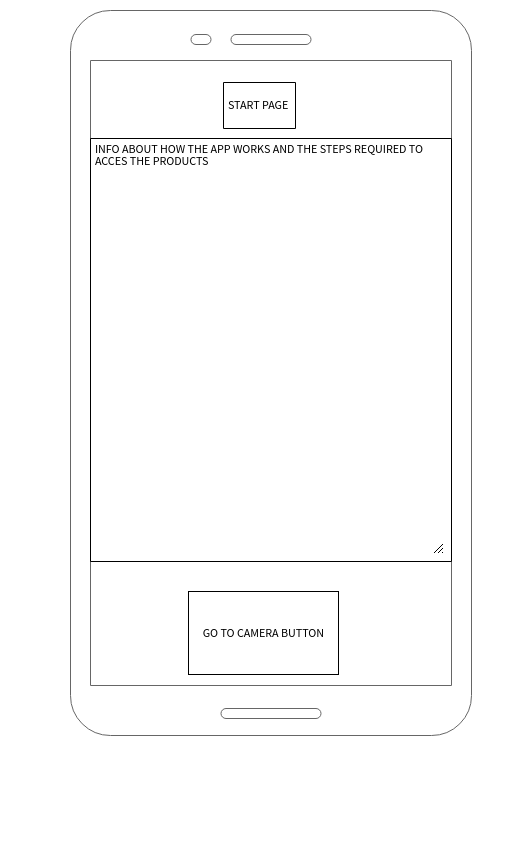 START PAGE
INFO ABOUT HOW THE APP WORKS AND THE STEPS REQUIRED TO
ACCES THE PRODUCTS
GO TO CAMERA BUTTON